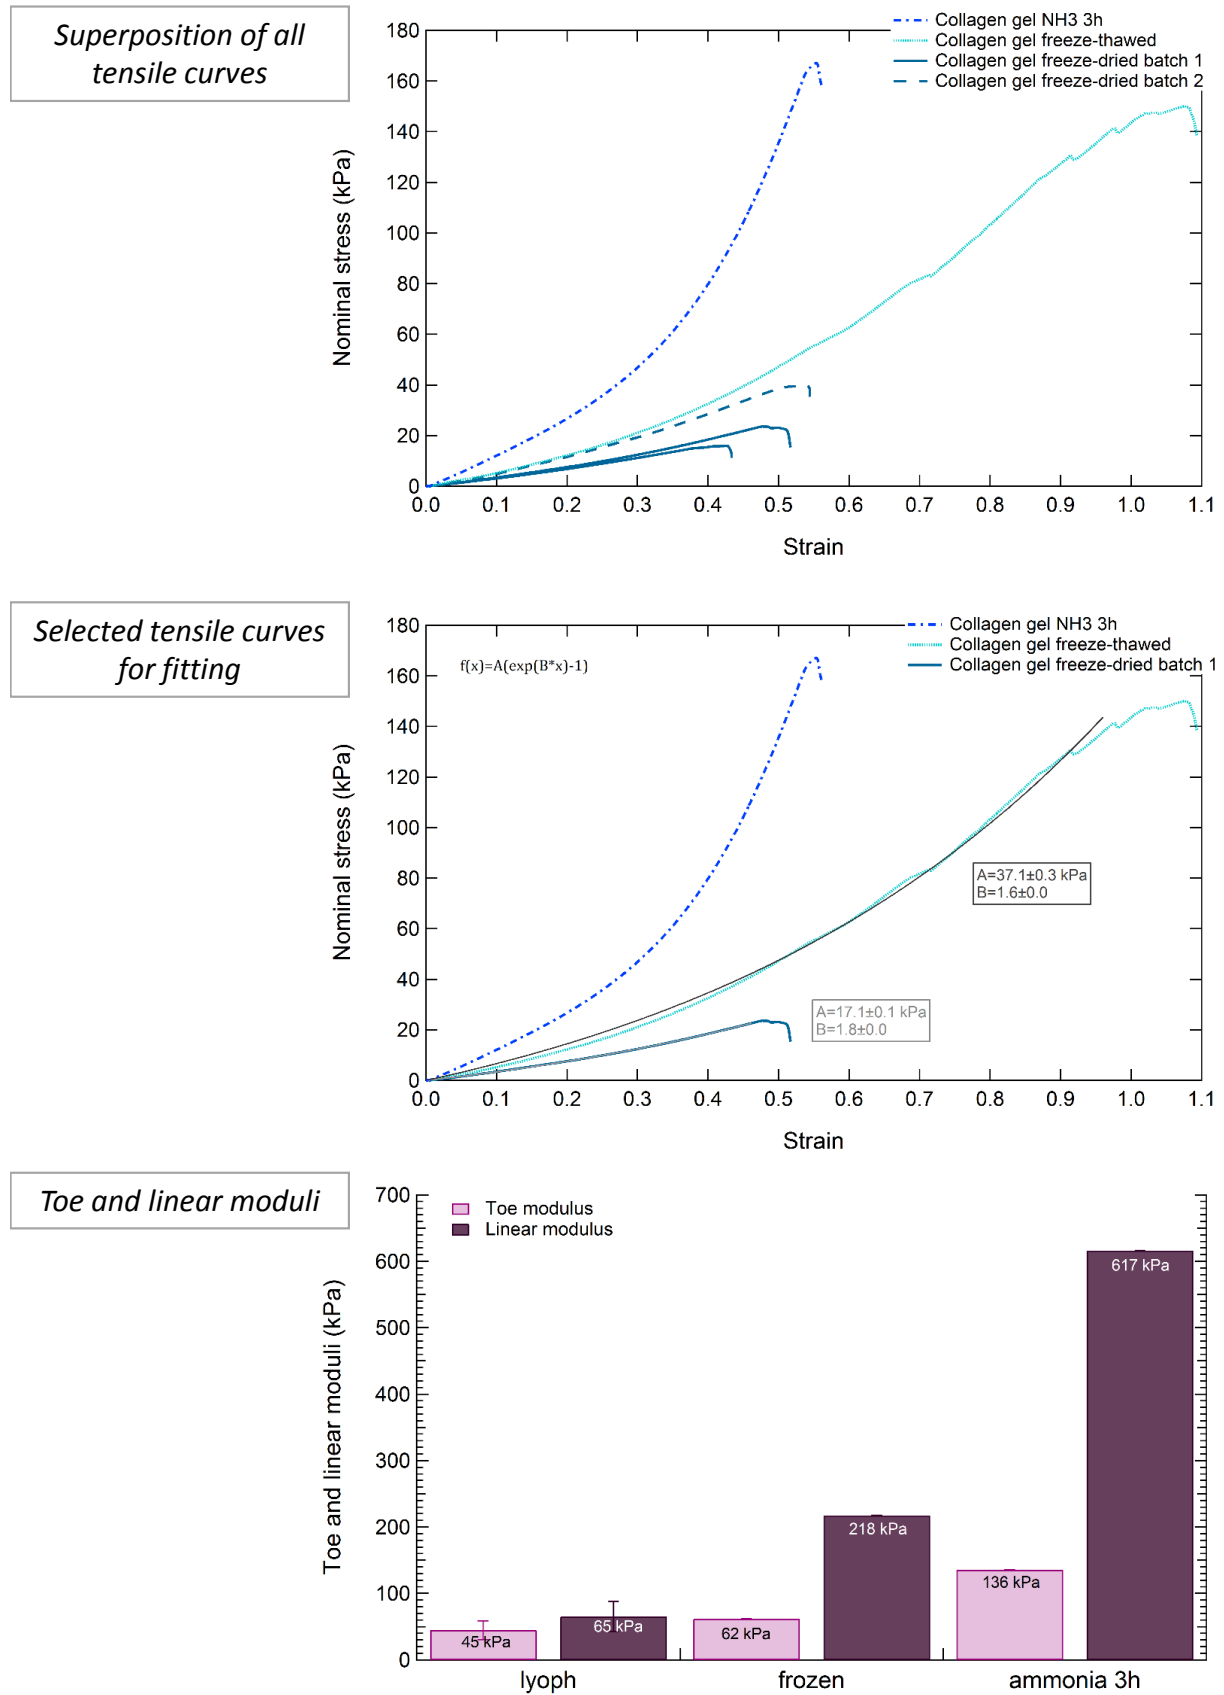 Superposition of all
tensile curves
Collagen gel NH3 3h
Collagen gel freeze-thawed
Collagen gel freeze-dried batch 1
Collagen gel freeze-dried batch 2
Nominal stress (kPa)
180
160
140
120
100
80
60
40
20
0
0.0 0.1 0.2 0.3 0.4 0.5 0.6 0.7 0.8 0.9 1.0 1.1
Strain
Selected tensile curves
for fitting
Collagen gel NH3 3h
Collagen gel freeze-thawed
Collagen gel freeze-dried batch 1
f(x)=A(exp(B*x)-1)
Nominal stress (kPa)
180
160
140
120
100
80
60
40
20
0
A=37.1±0.3 kPa
B=1.6±0.0
A=17.1±0.1 kPa
B=1.8±0.0
0.0 0.1 0.2 0.3 0.4 0.5 0.6 0.7 0.8 0.9 1.0 1.1
Strain
Toe and linear moduli
Toe modulus
Linear modulus
Toe and linear moduli (kPa)
700
600
500
400
300
200
100
0
45 kPa
65 kPa
62 kPa
218 kPa
136 kPa
617 kPa
lyoph frozen ammonia 3h